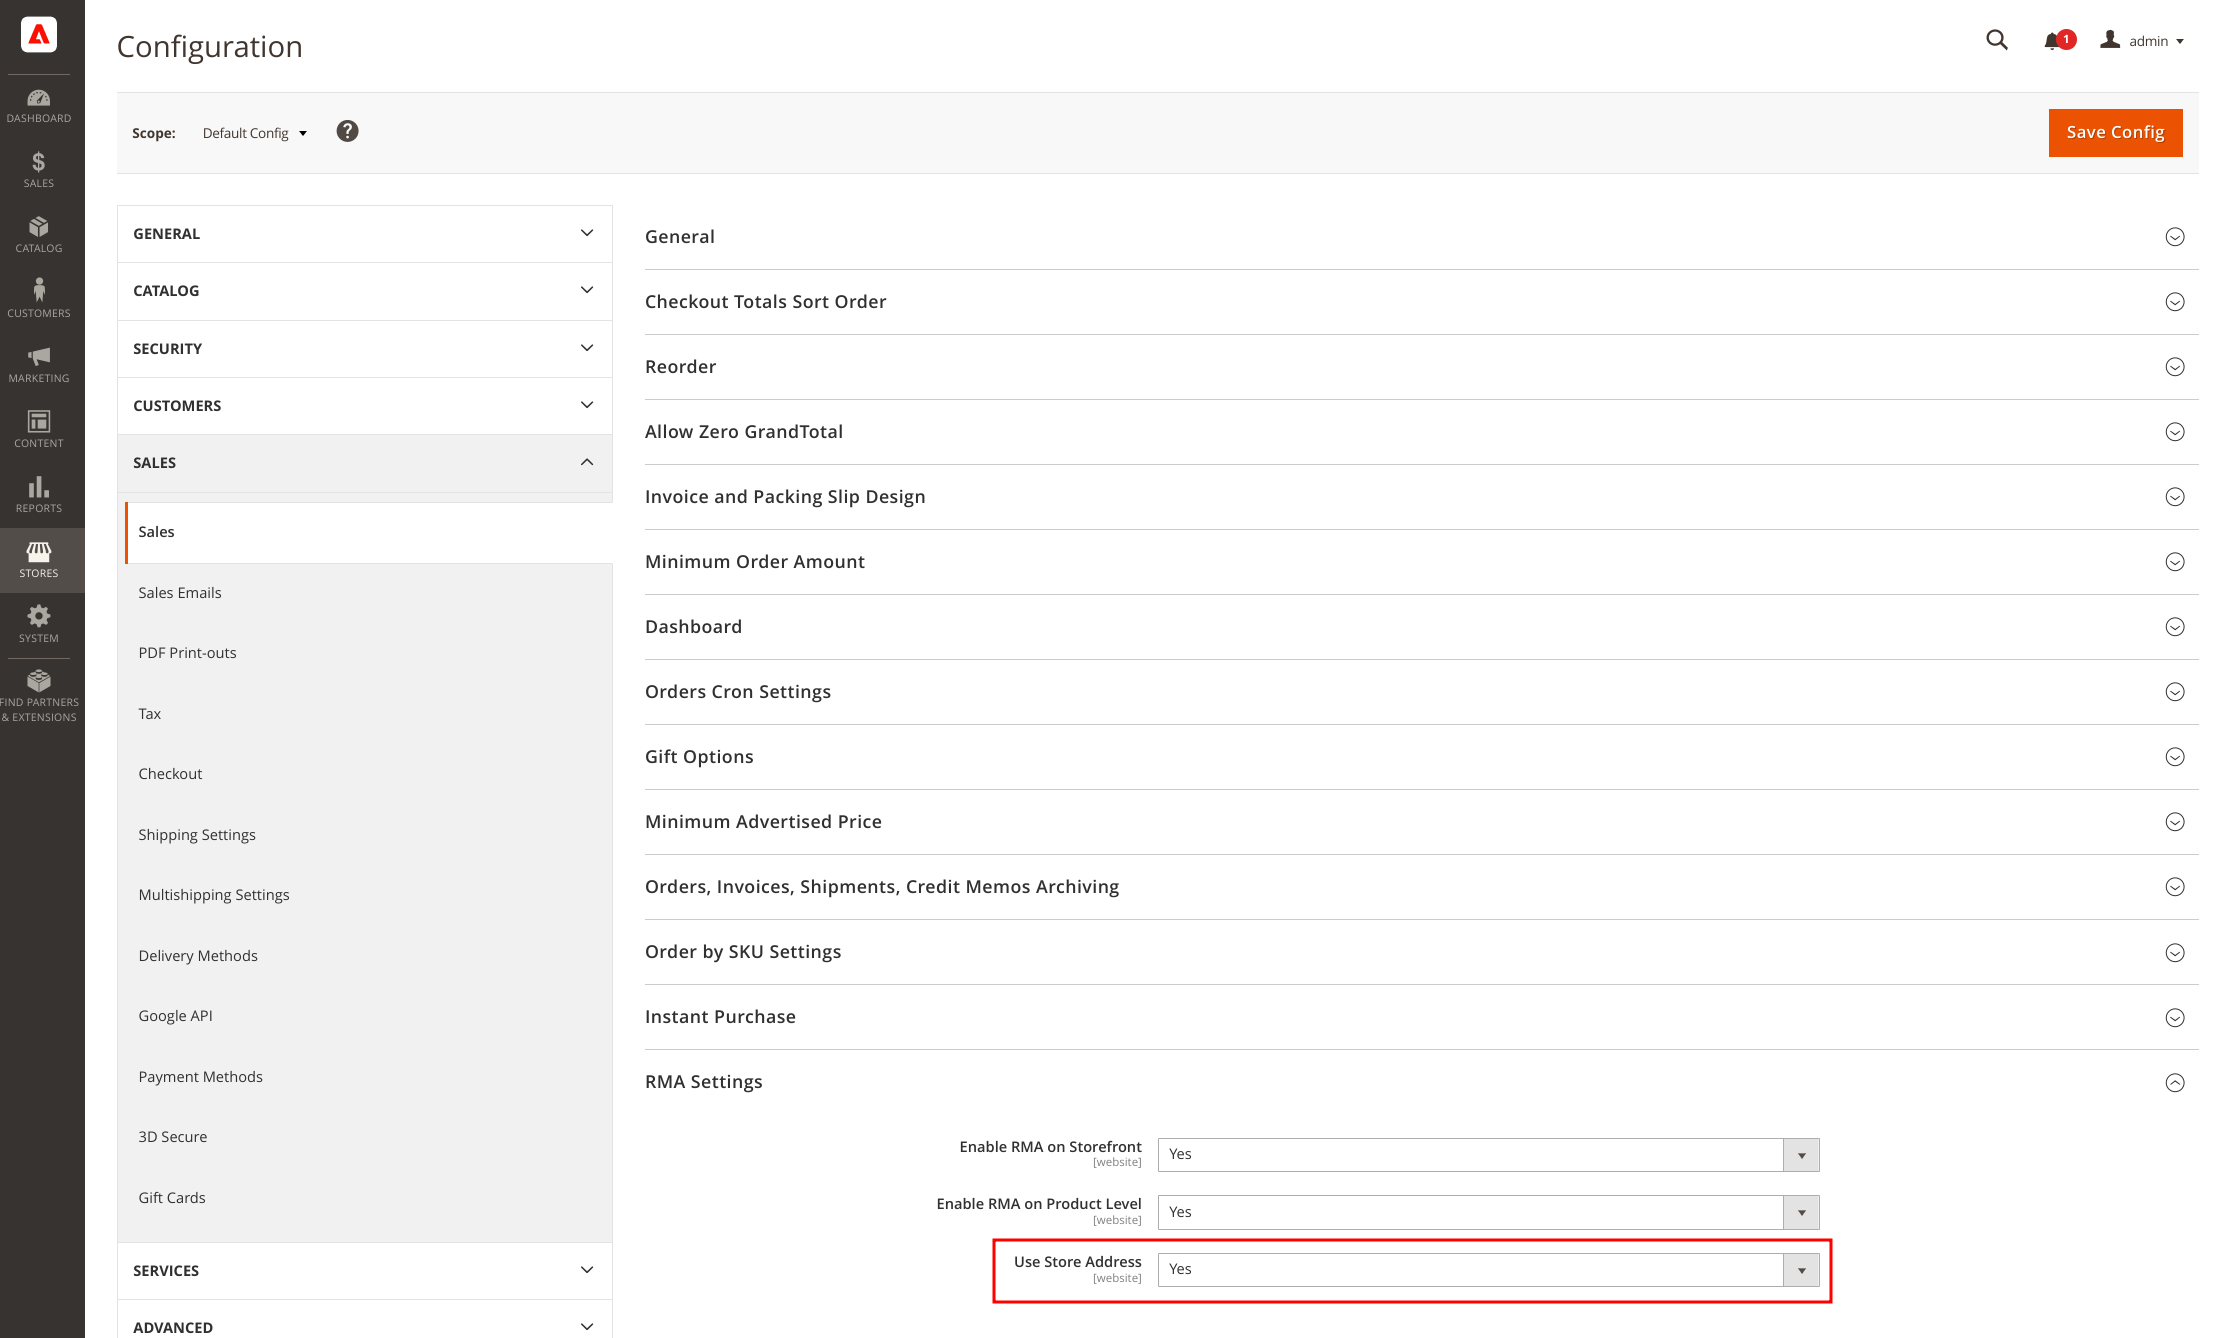 Configuration
1
admin
Scope:
Default Config
?
Save Config
DASHBOARD
SALES
CATALOG
CUSTOMERS
MARKETING
CONTENT
REPORTS
STORES
SYSTEM
FIND PARTNERS
& EXTENSIONS
GENERAL
CATALOG
SECURITY
CUSTOMERS
SALES
Sales
Sales Emails
PDF Print-outs
Tax
Checkout
Shipping Settings
Multishipping Settings
Delivery Methods
Google API
Payment Methods
3D Secure
Gift Cards
SERVICES
ADVANCED
General
Checkout Totals Sort Order
Reorder
Allow Zero GrandTotal
Invoice and Packing Slip Design
Minimum Order Amount
Dashboard
Orders Cron Settings
Gift Options
Minimum Advertised Price
Orders, Invoices, Shipments, Credit Memos Archiving
Order by SKU Settings
Instant Purchase
RMA Settings
Enable RMA on Storefront
[website]
Yes
Enable RMA on Product Level
[website]
Yes
Use Store Address
[website]
Yes